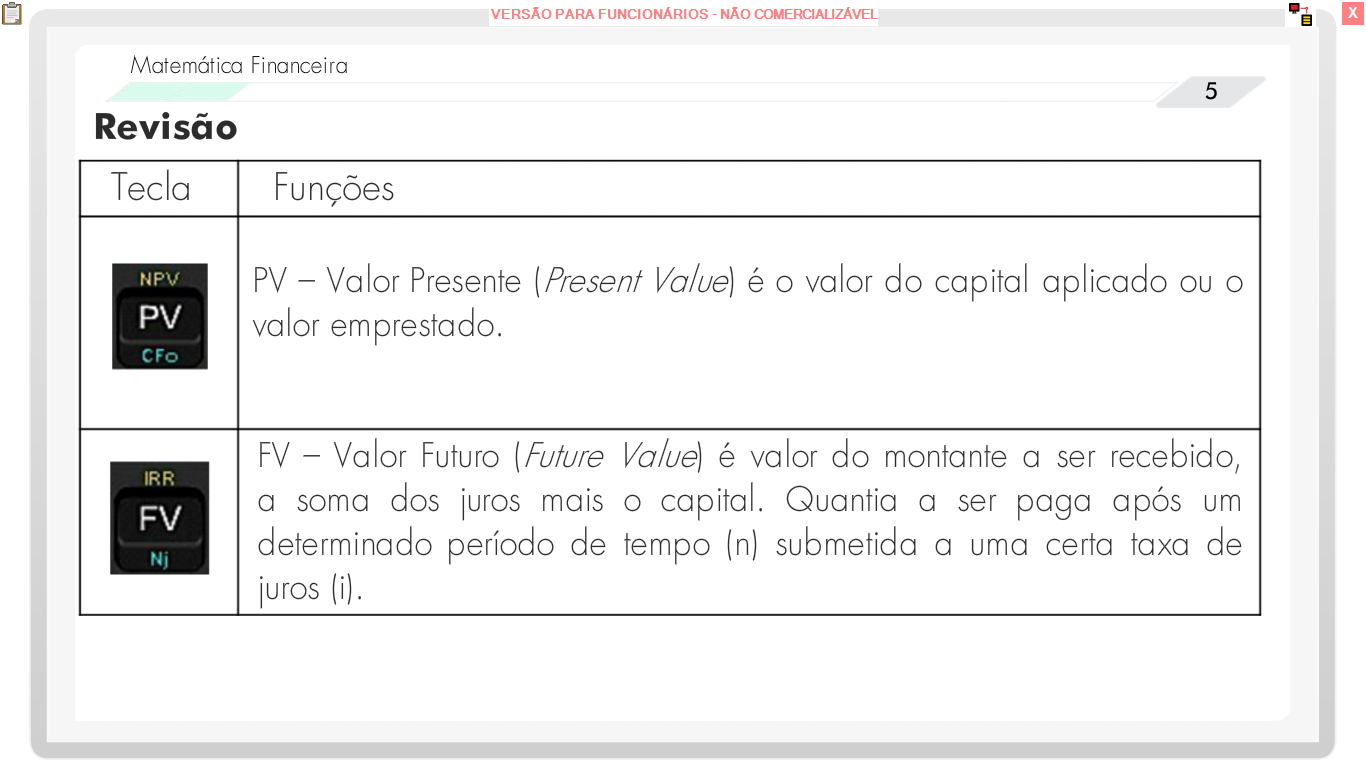 VERSÃO PARA FUNCIONÁRIOS - NÃO COMERCIALIZÁVEL
X
Matemática Financeira
5
Revisão
Tecla Funções
NPV
PV
CFo
PV – Valor Presente (Present Value) é o valor do capital aplicado ou o
valor emprestado.
IRR
FV
Nj
FV – Valor Futuro (Future Value) é valor do montante a ser recebido,
a soma dos juros mais o capital. Quantia a ser paga após um
determinado período de tempo (n) submetida a uma certa taxa de
juros (i).